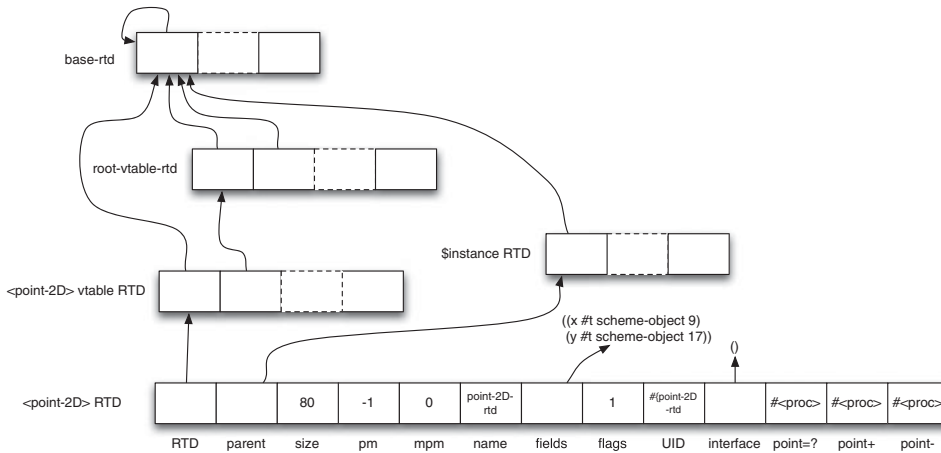 base-rtd
root-vtable-rtd
$instance RTD
<point-2D> vtable RTD
((x #t scheme-object 9)
(y #t scheme-object 17))
()
<point-2D> RTD
80
-1
0
point-2D-
rtd
1
#{point-2D
-rtd
#<proc>
#<proc>
#<proc>
RTD parent size pm mpm name fields flags UID interface point=? point+ point-